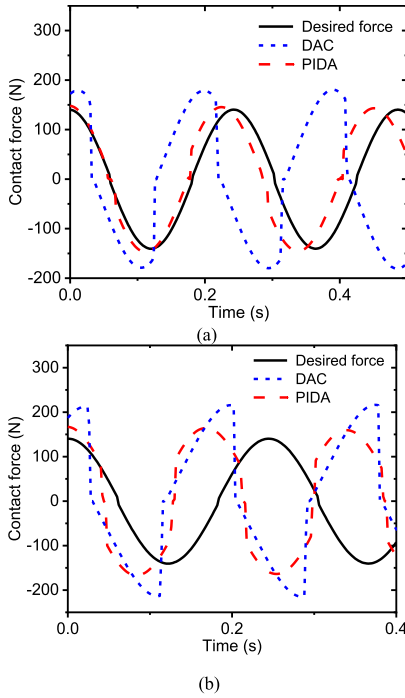 Desired force
DAC
PIDA
Contact force (N)
300
200
100
0
-100
-200
0.0
0.2
0.4
Time (s)
(a)
Desired force
DAC
PIDA
Contact force (N)
300
200
100
0
-100
-200
0.0
0.2
0.4
Time (s)
(b)